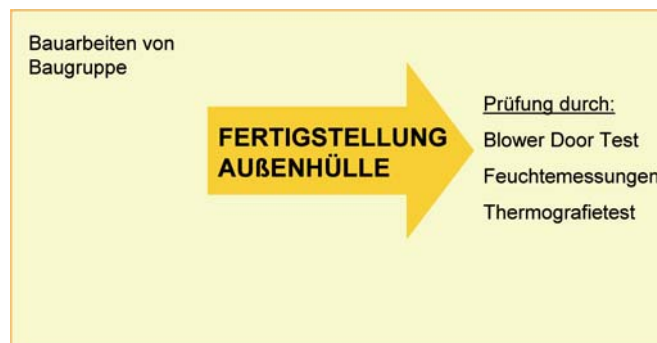 Bauarbeiten von
Baugruppe
FERTIGSTELLUNG
AUßENHÜLLE
Prüfung durch:
Blower Door Test
Feuchtemessungen
Thermografietest